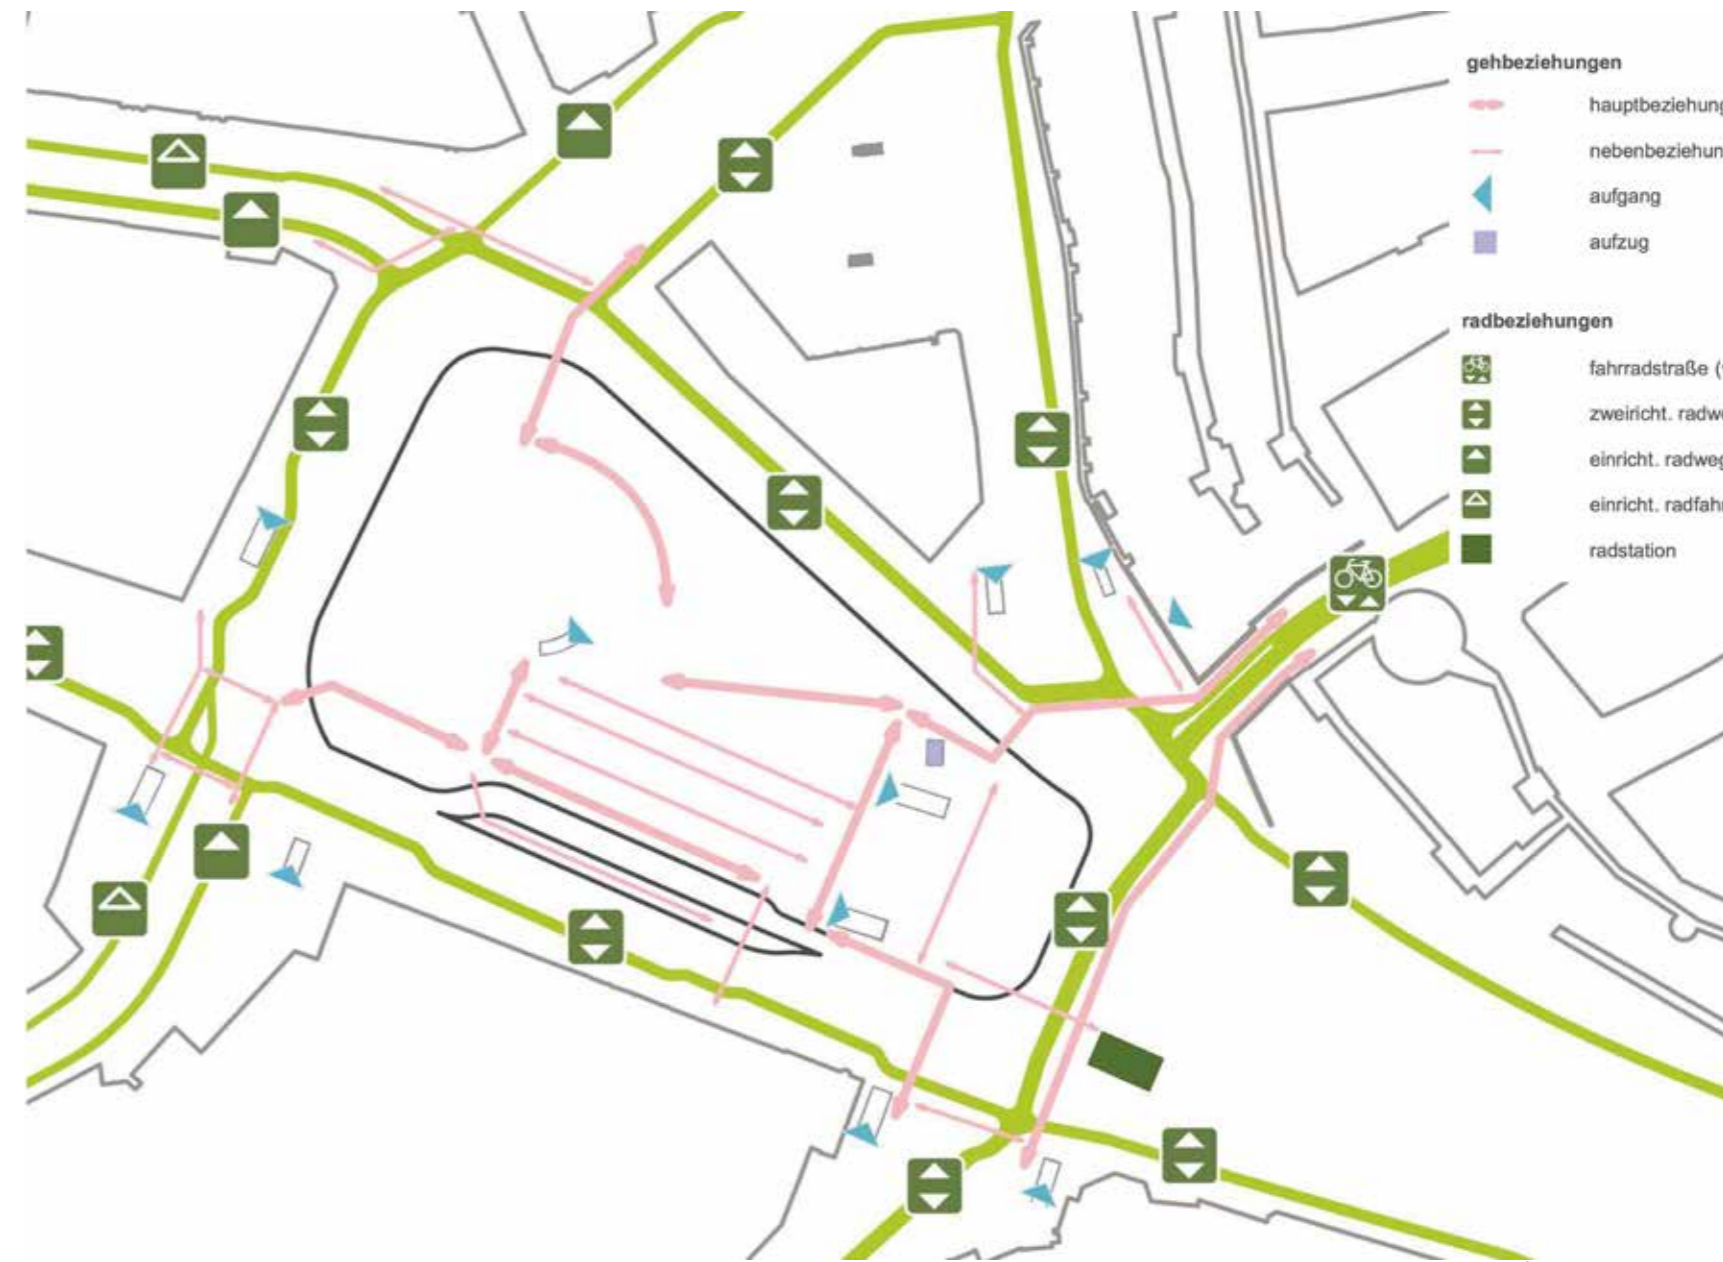 gehbeziehungen
hauptbeziehung
nebenbeziehun
aufgang
aufzug
radbeziehungen
fahrradstraße (
zweiricht. radw
einricht. radweg
einricht. radfah
radstation